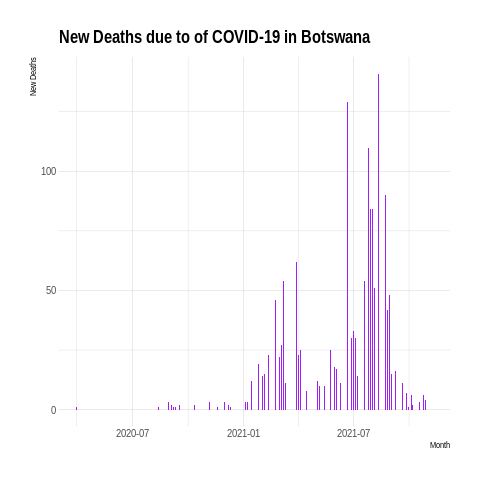 New Deaths due to of COVID-19 in Botswana
New Deaths
100
50
0
2020-07 2021-01 2021-07
Month